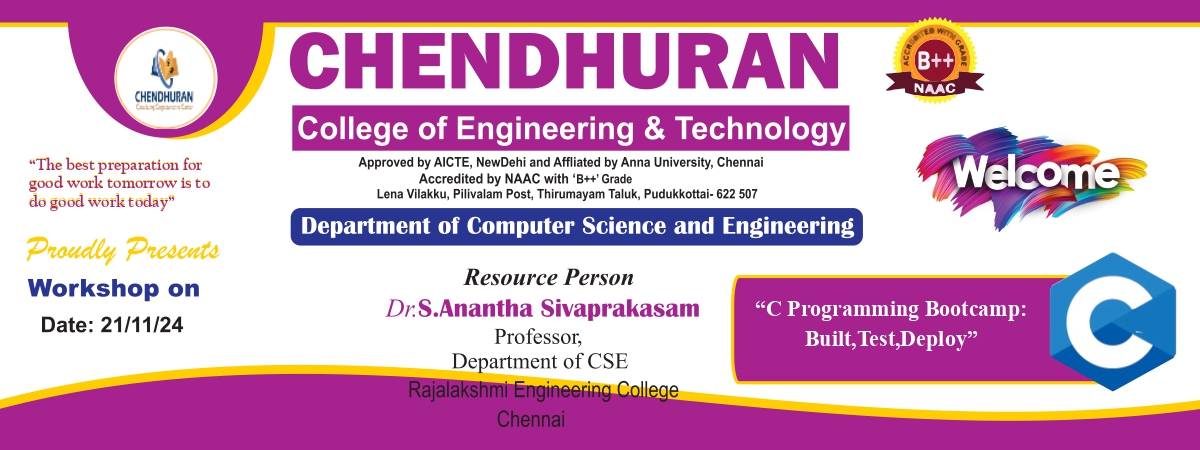 CHENDHURAN
CHENDHURAN
College of Engineering & Technology
Approved by AICTE, NewDehi and Affliated by Anna University, Chennai
Accredited by NAAC with ‘B++’ Grade
Lena Vilakku, Pilivalam Post, Thirumayam Taluk, Pudukkottai- 622 507
Department of Computer Science and Engineering
ACCREDITED WITH GRADE
B++
NAAC
Welcome
“The best preparation for
good work tomorrow is to
do good work today”
Proudly Presents
Workshop on
Date: 21/11/24
Resource Person
Dr.S.Anantha Sivaprakasam
Professor,
Department of CSE
Rajalakshmi Engineering College
Chennai
“C Programming Bootcamp:
Built,Test,Deploy”
C